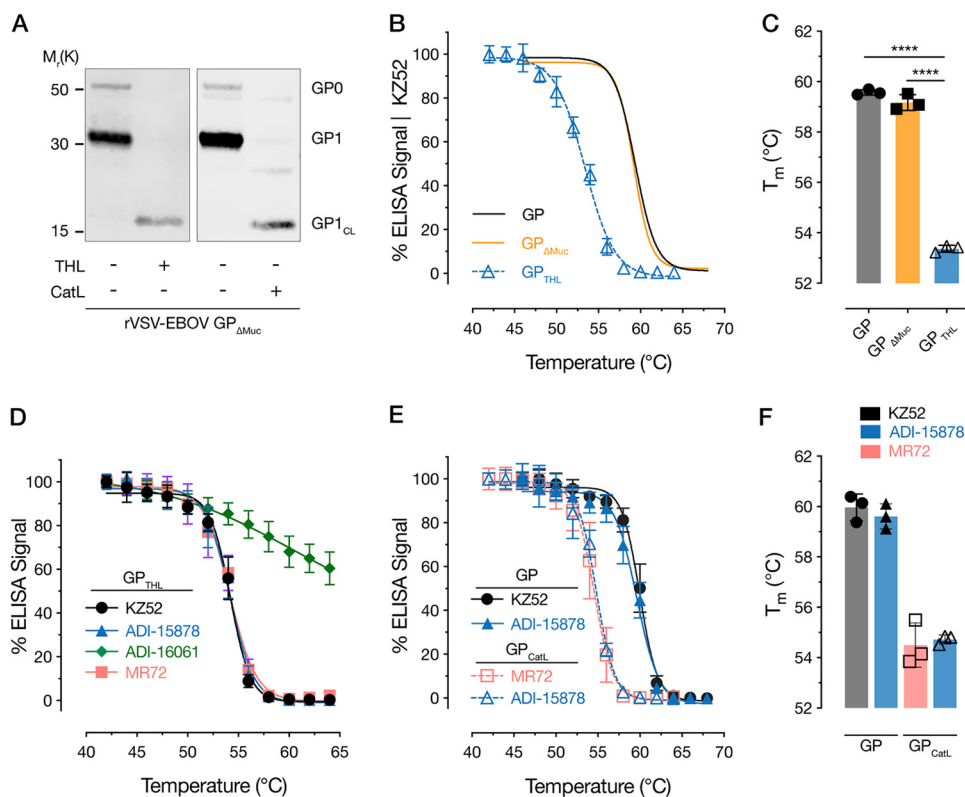 A
Mr(K)
50
30
15
GP0
GP1
GP1CL
THL - + - -
CatL - - - +
rVSV-EBOV GPΔMuc
B
% ELISA Signal | KZ52
100
80
60
40
20
0
GP
GPΔMuc
GPTHL
40 45 50 55 60 65 70
Temperature (°C)
C
**** 
****
Tm (°C)
62
60
58
56
54
52
GP
GPΔMuc
GPTHL
D
% ELISA Signal
100
80
60
40
20
0
GPTHL
KZ52
ADI-15878
ADI-16061
MR72
40 45 50 55 60 65
Temperature (°C)
E
% ELISA Signal
100
80
60
40
20
0
GP
KZ52
ADI-15878
GPCatL
MR72
ADI-15878
40 45 50 55 60 65 70
Temperature (°C)
F
KZ52
ADI-15878
MR72
Tm (°C)
62
60
58
56
54
52
GP
GPCatL